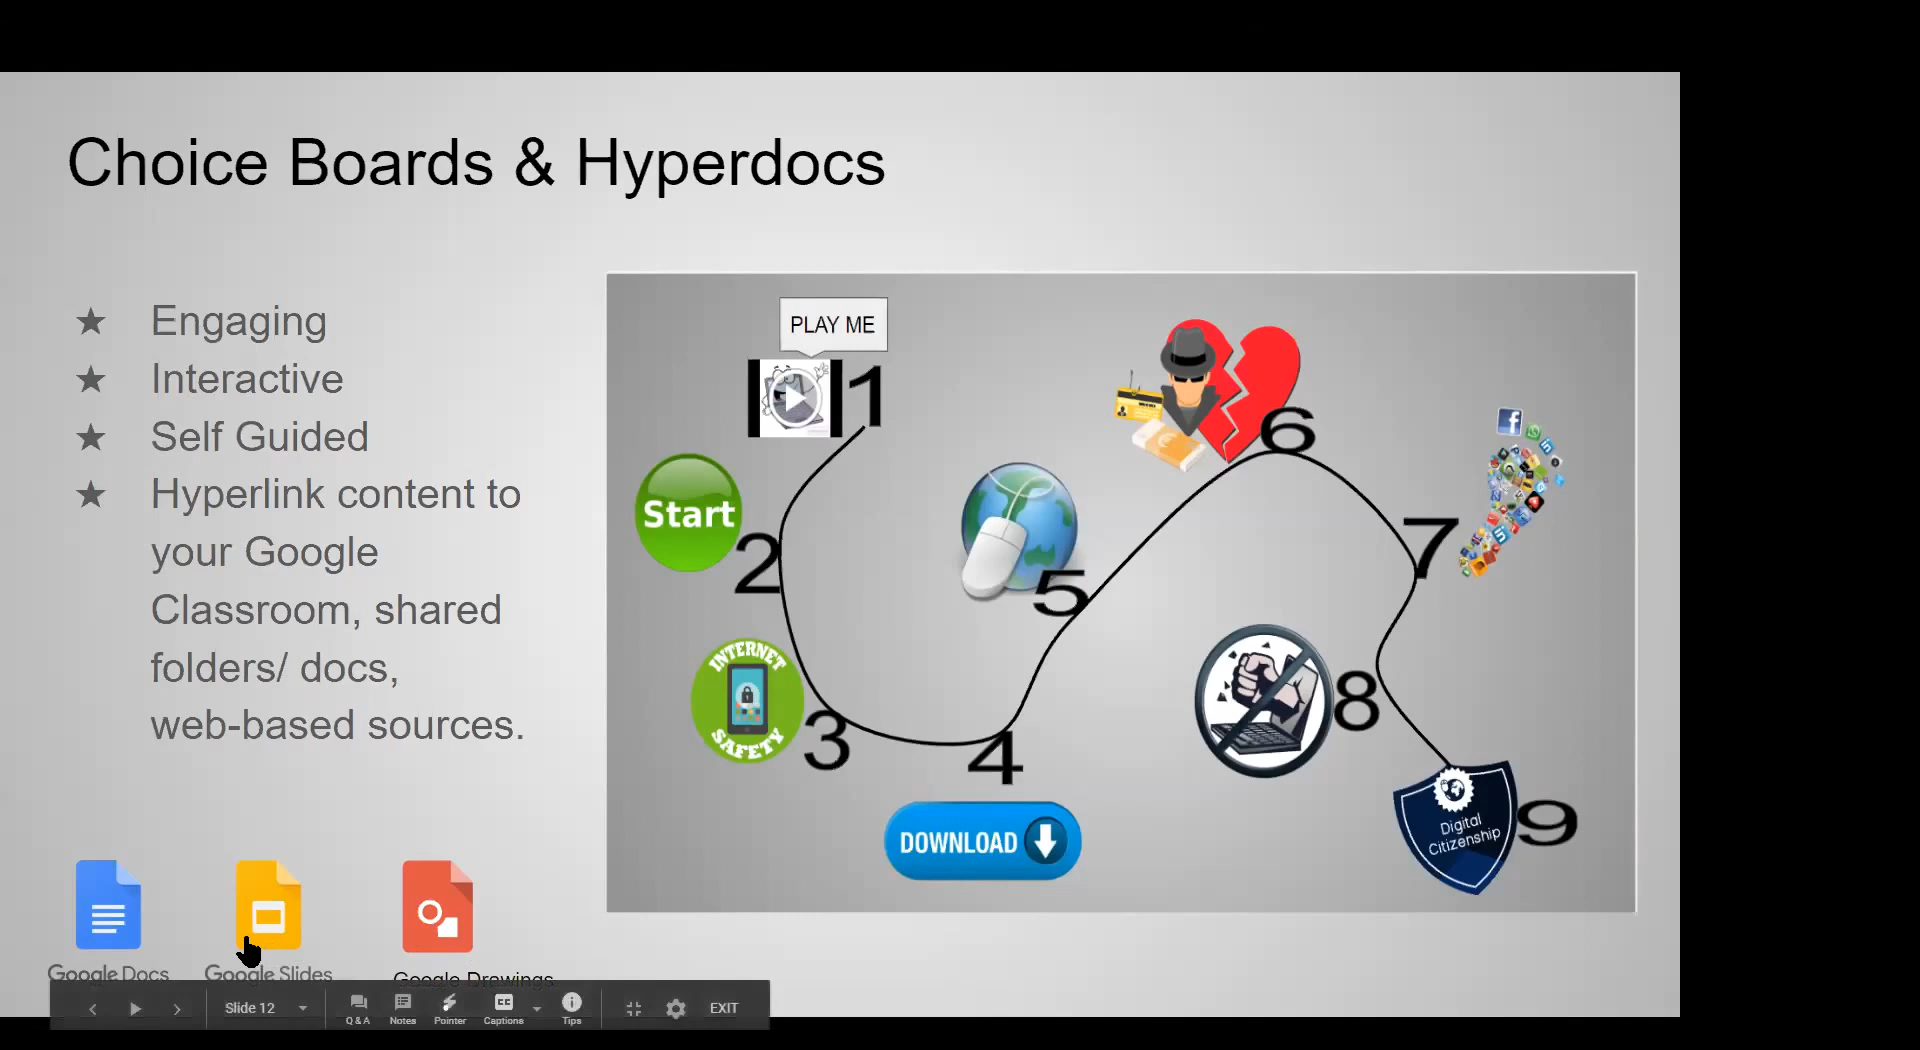 Choice Boards & Hyperdocs
★ Engaging
★ Interactive
★ Self Guided
★ Hyperlink content to
your Google
Classroom, shared
folders/ docs,
web-based sources.
PLAY ME
1
Start
2
INTERNET
SAFETY
3
4
DOWNLOAD
5
6
7
8
Digital
Citizenship
9
Google Docs
Google Slides
Google Drawings
Slide 12
Q & A
Notes
Pointer
CC
Captions
Tips
EXIT